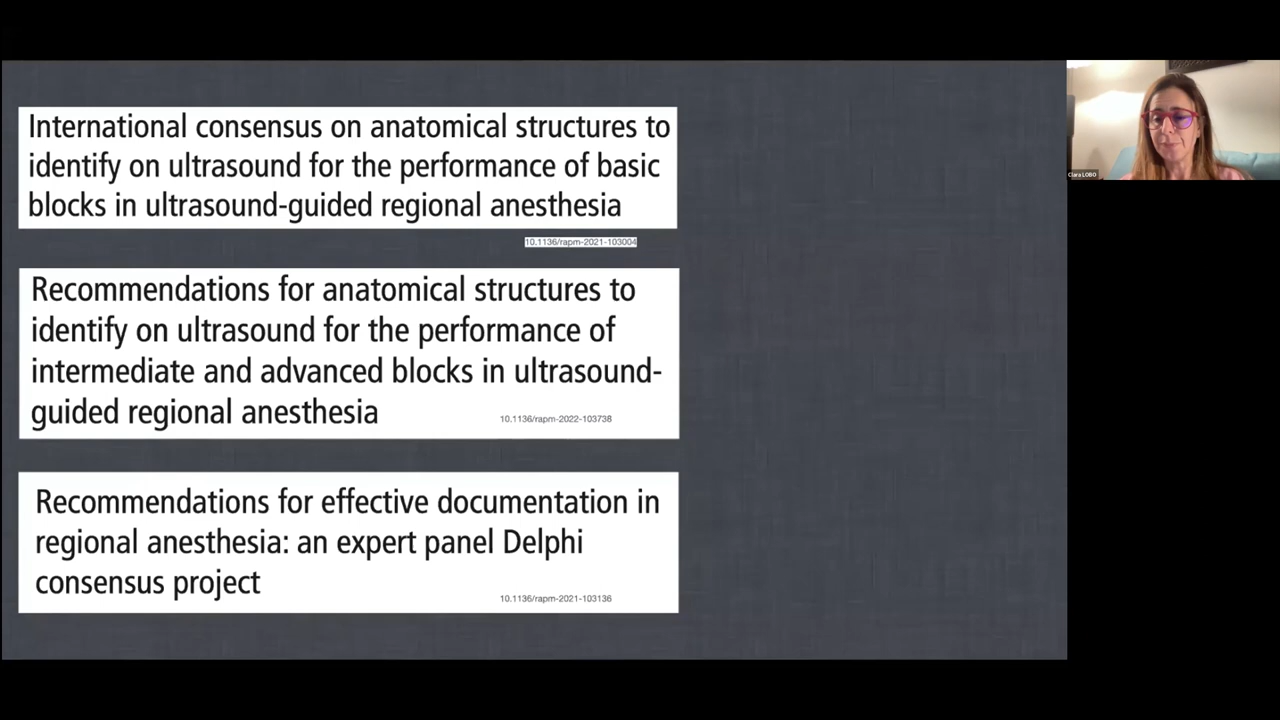 International consensus on anatomical structures to
identify on ultrasound for the performance of basic
blocks in ultrasound-guided regional anesthesia
10.1136/rapm-2021-103004
Recommendations for anatomical structures to
identify on ultrasound for the performance of
intermediate and advanced blocks in ultrasound-
guided regional anesthesia
10.1136/rapm-2022-103738
Recommendations for effective documentation in
regional anesthesia: an expert panel Delphi
consensus project
10.1136/rapm-2021-103136
Clara LOBO